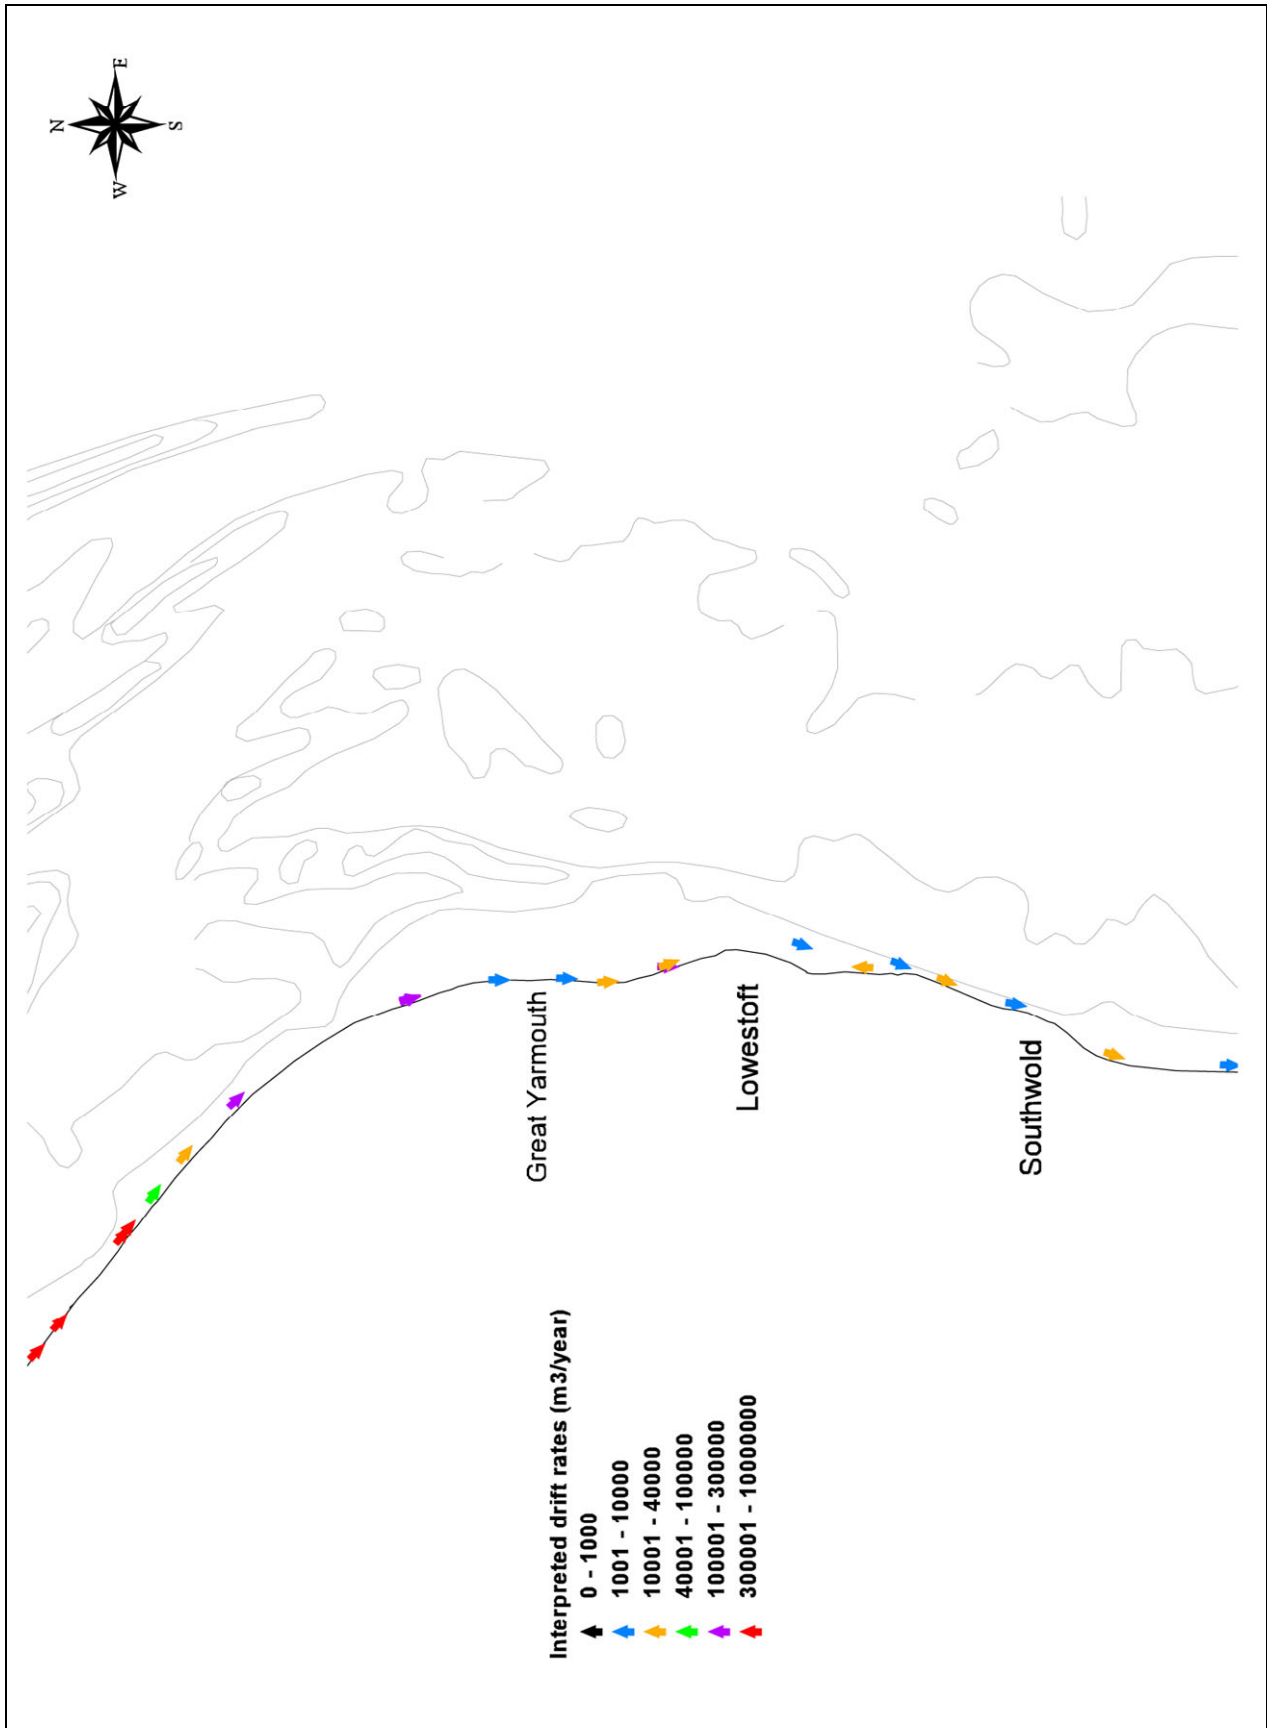 N
E
S
W
Great Yarmouth
Lowestoft
Southwold
Interpreted drift rates (m3/year)
0 - 1000
1001 - 10000
10001 - 40000
40001 - 100000
100001 - 300000
300001 - 10000000